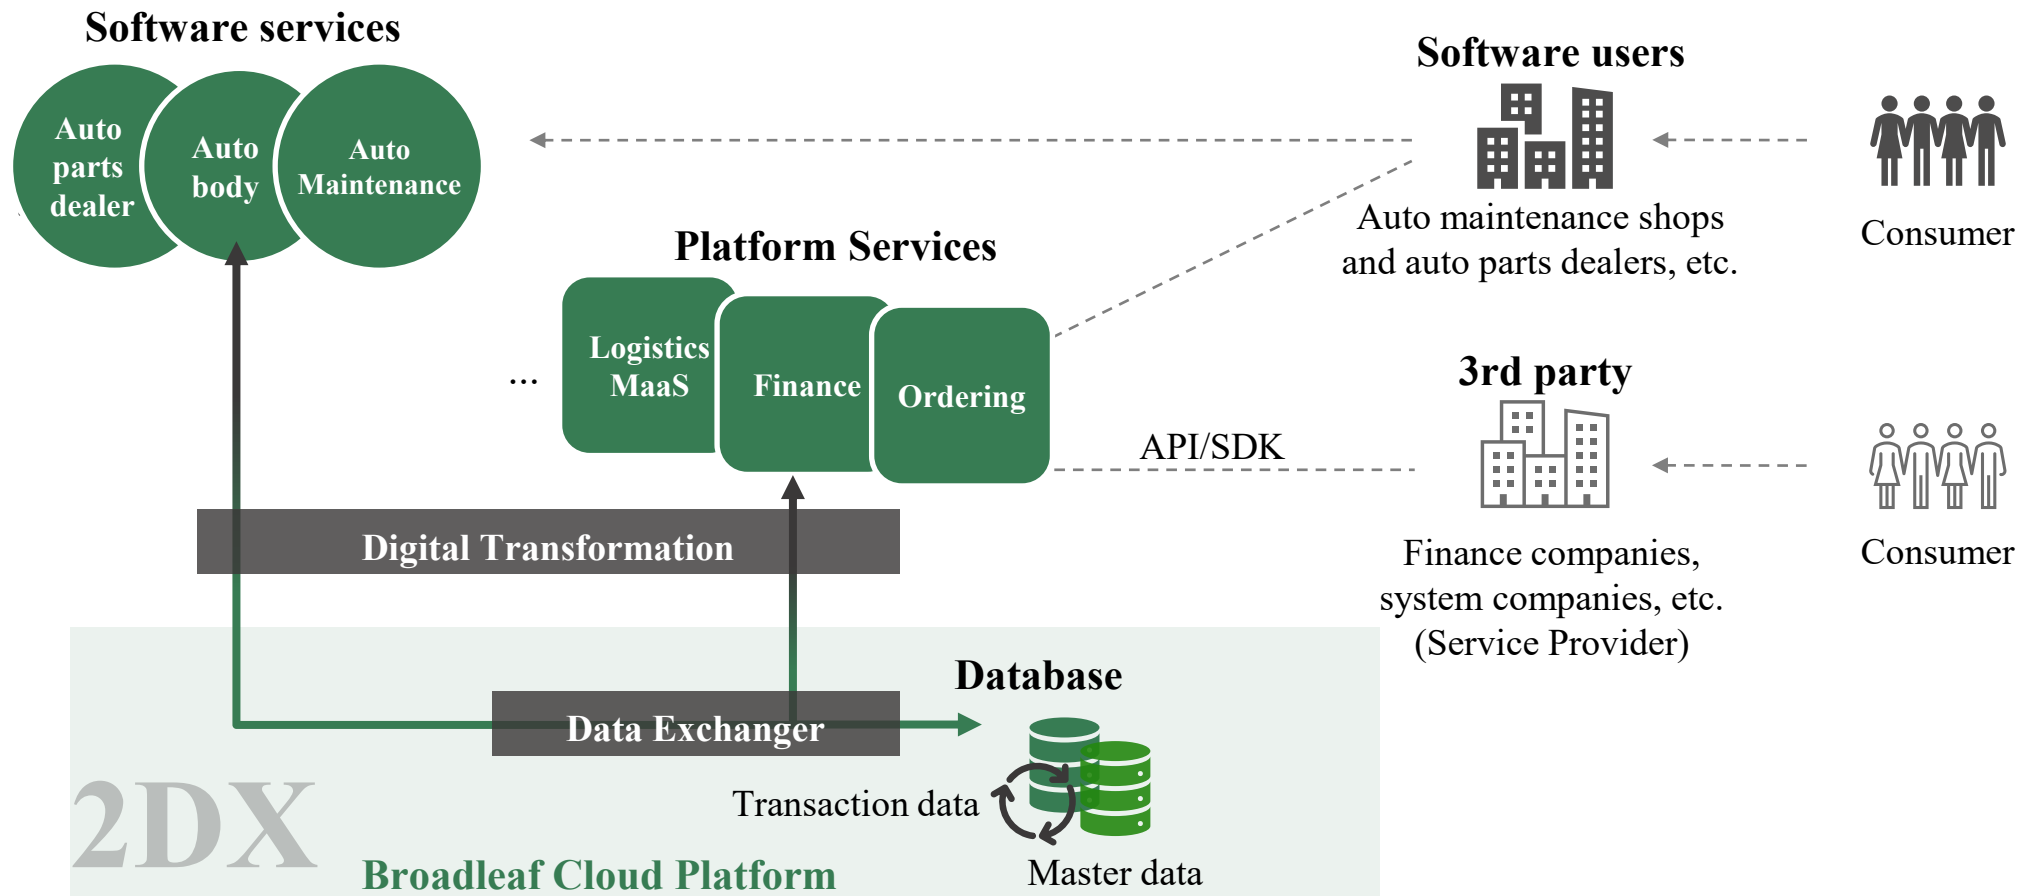 Software services
Auto
parts
dealer
Auto
body
Auto
Maintenance
Software users
Auto maintenance shops
and auto parts dealers, etc.
Consumer
Platform Services
...
Logistics
MaaS
Finance
Ordering
API/SDK
3rd party
Finance companies,
system companies, etc.
(Service Provider)
Consumer
Digital Transformation
Data Exchanger
Database
Transaction data
Master data
2DX
Broadleaf Cloud Platform